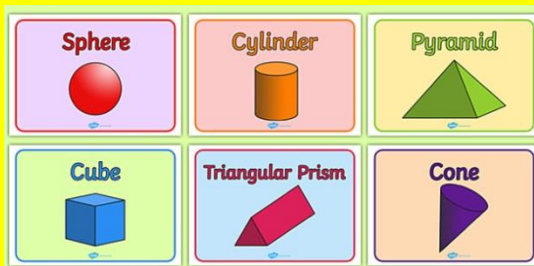 Sphere
Cylinder
Pyramid
Cube
Triangular Prism
Cone